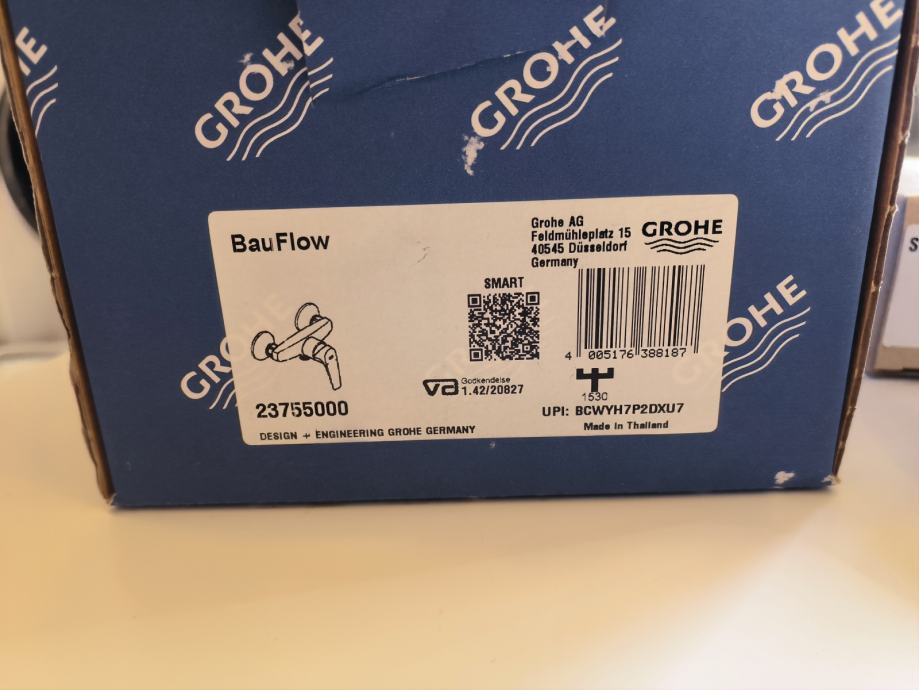 GROHE
GROHE
GROHE
BauFlow
Grohe AG
Feldmühleplatz 15
40545 Düsseldorf
Germany
GROHE
SMART
4 005176 388187
GROHE
va
Godkendelse
1.42/20827
1530
23755000
UPI: BCWYH7P2DXU7
DESIGN + ENGINEERING GROHE GERMANY
Made in Thailand